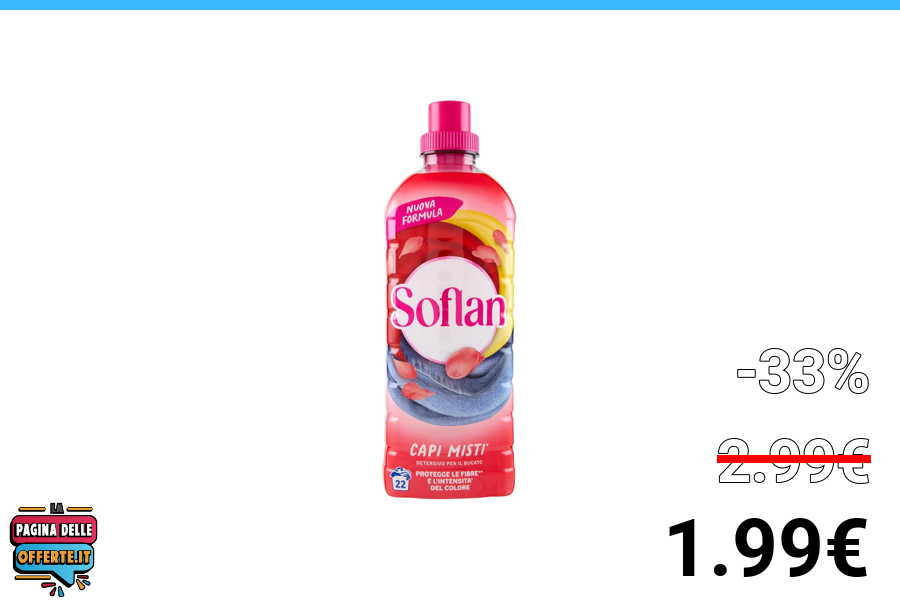 NUOVA
FORMULA
Soflan
CAPI MISTI*
DETERSIVO PER IL BUCATO
PROTEGGE LE FIBRE**
E L'INTENSITA'
DEL COLORE
22
-33%
2.99€
1.99€
LA
PAGINA DELLE
OFFERTE.IT